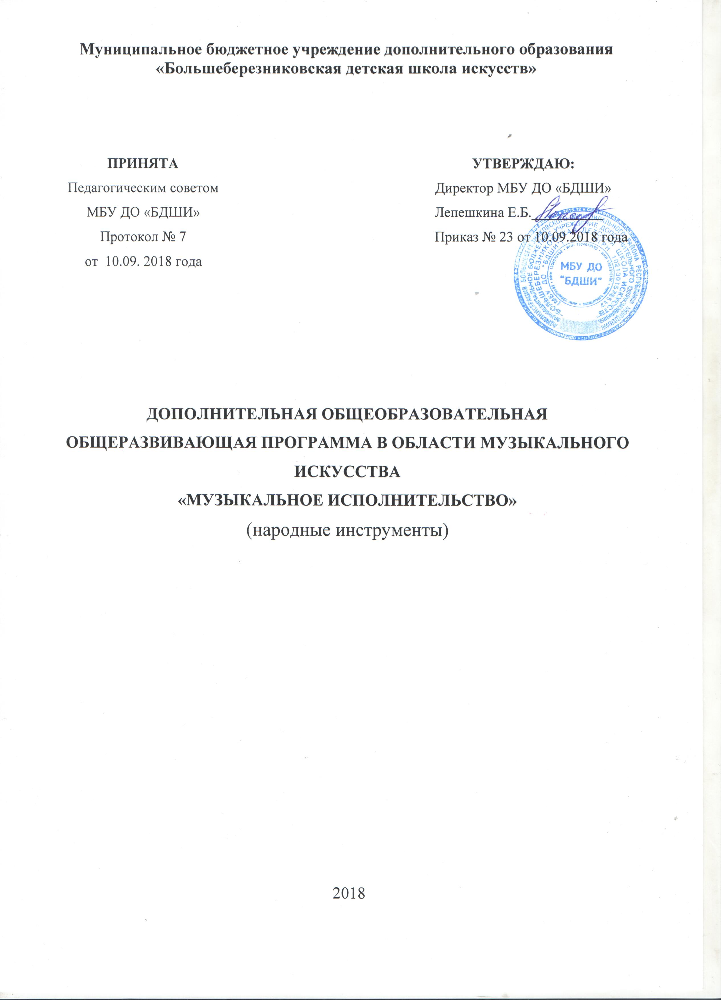 Муниципальное бюджетное учреждение дополнительного образования
«Большеберезниковская детская школа искусств»
ПРИНЯТА
Педагогическим советом
МБУ ДО «БДШИ»
Протокол № 7
от 10.09. 2018 года
УТВЕРЖДАЮ:
Директор МБУ ДО «БДШИ»
Лепешкина Е.Б.
Приказ № 23 от 10.09.2018 года
МБУ ДО
"БДШИ"
ДОПОЛНИТЕЛЬНАЯ ОБЩЕОБРАЗОВАТЕЛЬНАЯ
ОБЩЕРАЗВИВАЮЩАЯ ПРОГРАММА В ОБЛАСТИ МУЗЫКАЛЬНОГО
ИСКУССТВА
«МУЗЫКАЛЬНОЕ ИСПОЛНИТЕЛЬСТВО»
(народные инструменты)
2018